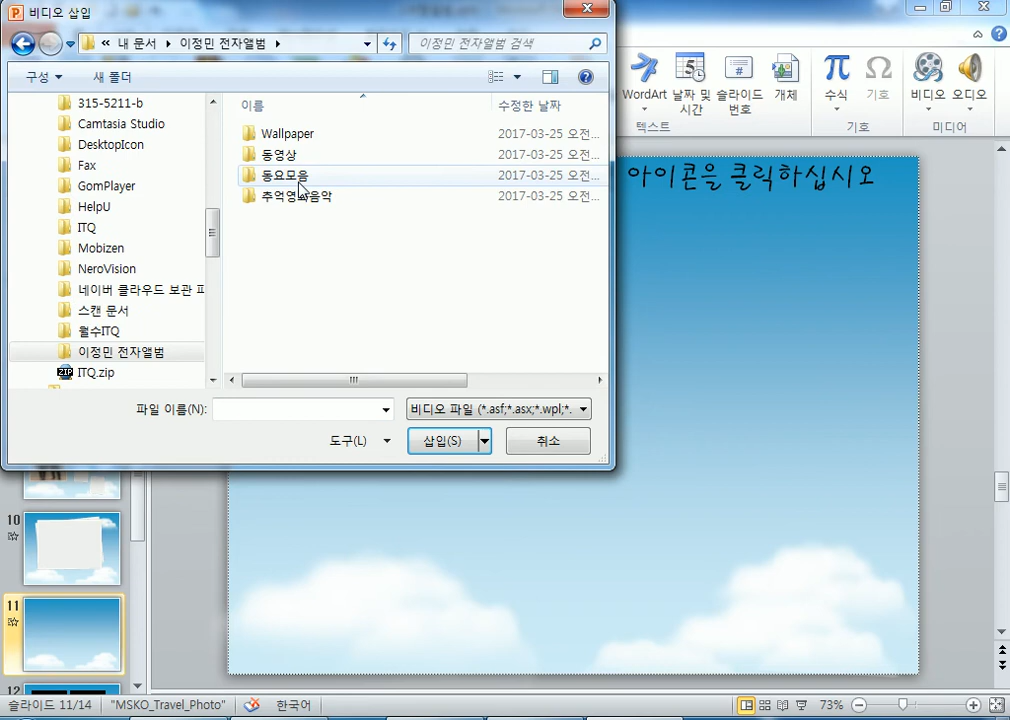 비디오 삽입
« 내 문서 ▸ 이정민 전자앨범 ▸
이정민 전자앨범 검색
구성 ▼ 새 폴더
315-5211-b
Camtasia Studio
DesktopIcon
Fax
GomPlayer
HelpU
ITQ
Mobizen
NeroVision
네이버 클라우드 보관
스캔 문서
월수ITQ
이정민 전자앨범
ITQ.zip
이름 수정한 날짜
Wallpaper 2017-03-25 오전...
동영상 2017-03-25 오전...
동요모음 2017-03-25 오전...
추억영 음악 2017-03-25 오전...
파일 이름(N):
비디오 파일 (*.asf;*.asx;*.wpl;*.
도구(L) ▼
삽입(S)
취소
WordArt
날짜 및
시간
슬라이드
번호
개체
텍스트
π
수식
Ω
기호
기호
비디오
오디오
미디어
아이콘을 클릭하십시오
10
11
12
슬라이드 11/14
"MSKO_Travel_Photo"
한국어
73%